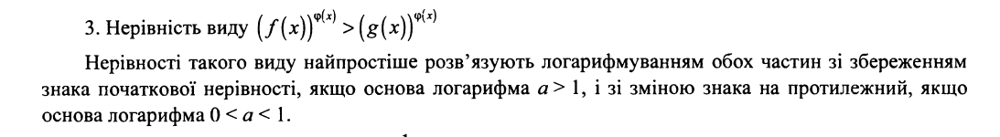 3. Нерівність виду (f(x))^φ(x) > (g(x))^φ(x)
Нерівності такого виду найпростіше розв’язують логарифмуванням обох частин зі збереженням
знака початкової нерівності, якщо основа логарифма a > 1, і зі зміною знака на протилежний, якщо
основа логарифма 0 < a < 1.